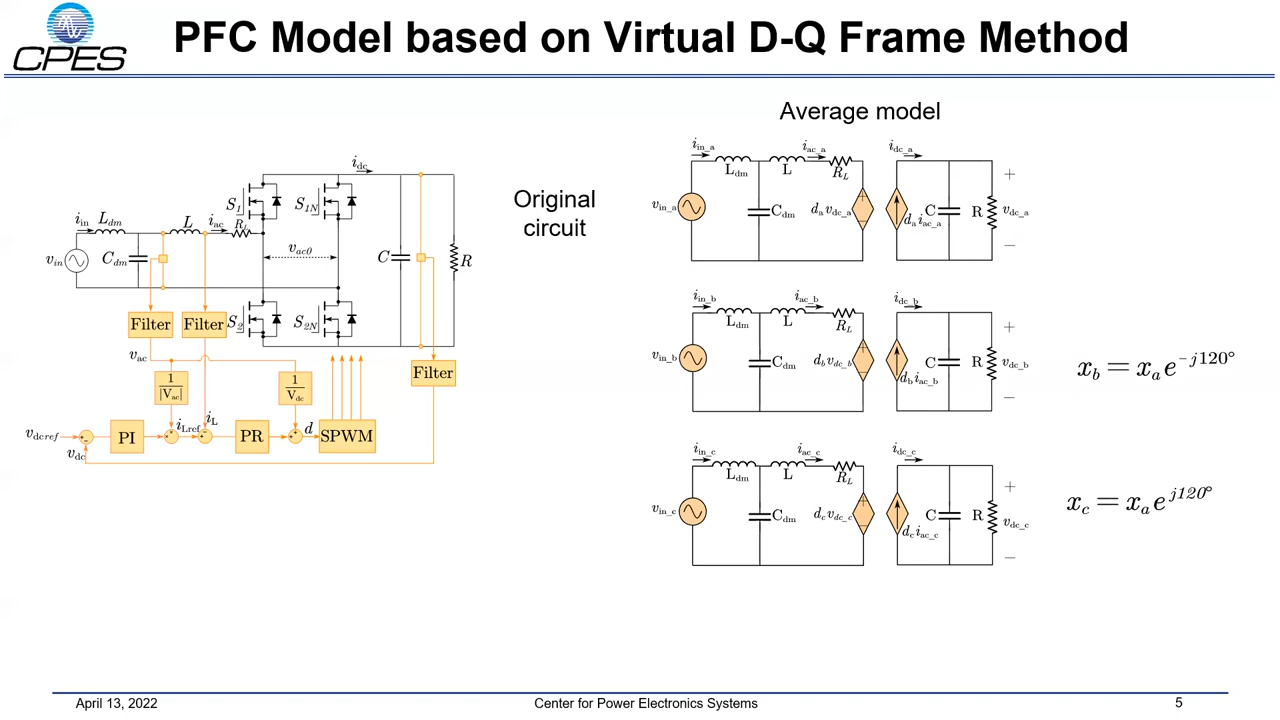 CPES
PFC Model based on Virtual D-Q Frame Method
Average model
Original
circuit
i_dc
S_1
S_1N
i_in L_dm
L
i_ac
R_L
v_in
C_dm
v_ac0
C
R
Filter
Filter
S_2
S_2N
v_ac
Filter
1
|V_ac|
1
V_dc
v_dcref
PI
i_Lref
i_L
PR
d
SPWM
v_dc
i_in_a
i_ac_a
i_dc_a
L_dm
L
R_L
v_in_a
C_dm
d_a v_dc_a
+
−
d_a i_ac_a
C
R
+
v_dc_a
−
i_in_b
i_ac_b
i_dc_b
L_dm
L
R_L
v_in_b
C_dm
d_b v_dc_b
+
−
d_b i_ac_b
C
R
+
v_dc_b
−
x_b = x_a e^{−j120°}
i_in_c
i_ac_c
i_dc_c
L_dm
L
R_L
v_in_c
C_dm
d_c v_dc_c
+
−
d_c i_ac_c
C
R
+
v_dc_c
−
x_c = x_a e^{j120°}
April 13, 2022
Center for Power Electronics Systems
5